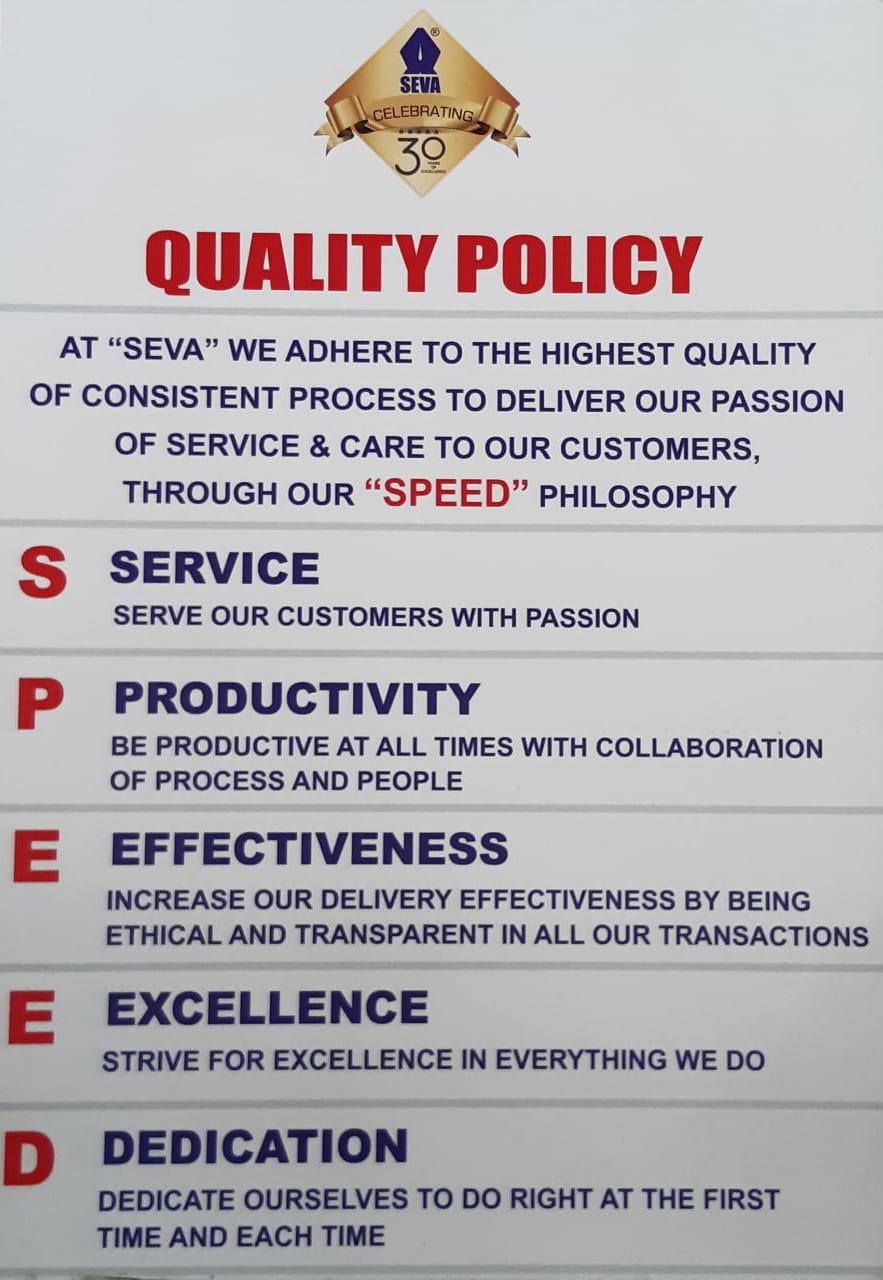 ®
SEVA
CELEBRATING
30
YEARS
OF
EXCELLENCE
QUALITY POLICY
AT “SEVA” WE ADHERE TO THE HIGHEST QUALITY
OF CONSISTENT PROCESS TO DELIVER OUR PASSION
OF SERVICE & CARE TO OUR CUSTOMERS,
THROUGH OUR “SPEED” PHILOSOPHY
S SERVICE
SERVE OUR CUSTOMERS WITH PASSION
P PRODUCTIVITY
BE PRODUCTIVE AT ALL TIMES WITH COLLABORATION
OF PROCESS AND PEOPLE
E EFFECTIVENESS
INCREASE OUR DELIVERY EFFECTIVENESS BY BEING
ETHICAL AND TRANSPARENT IN ALL OUR TRANSACTIONS
E EXCELLENCE
STRIVE FOR EXCELLENCE IN EVERYTHING WE DO
D DEDICATION
DEDICATE OURSELVES TO DO RIGHT AT THE FIRST
TIME AND EACH TIME